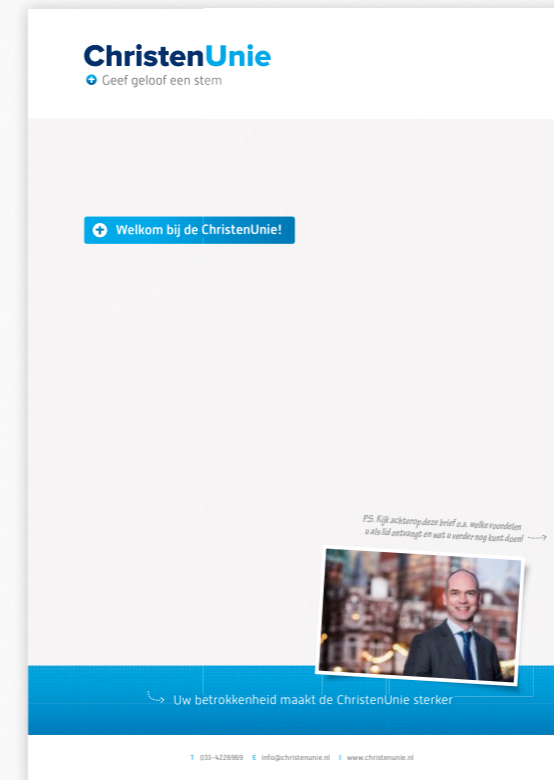 ChristenUnie
Geef geloof een stem
Welkom bij de ChristenUnie!
P.S. Kijk achterop deze brief o.a. welke voordelen
u als lid ontvangt en wat u verder nog kunt doen!
Uw betrokkenheid maakt de ChristenUnie sterker
T 033-4226969 E info@christenunie.nl I www.christenunie.nl